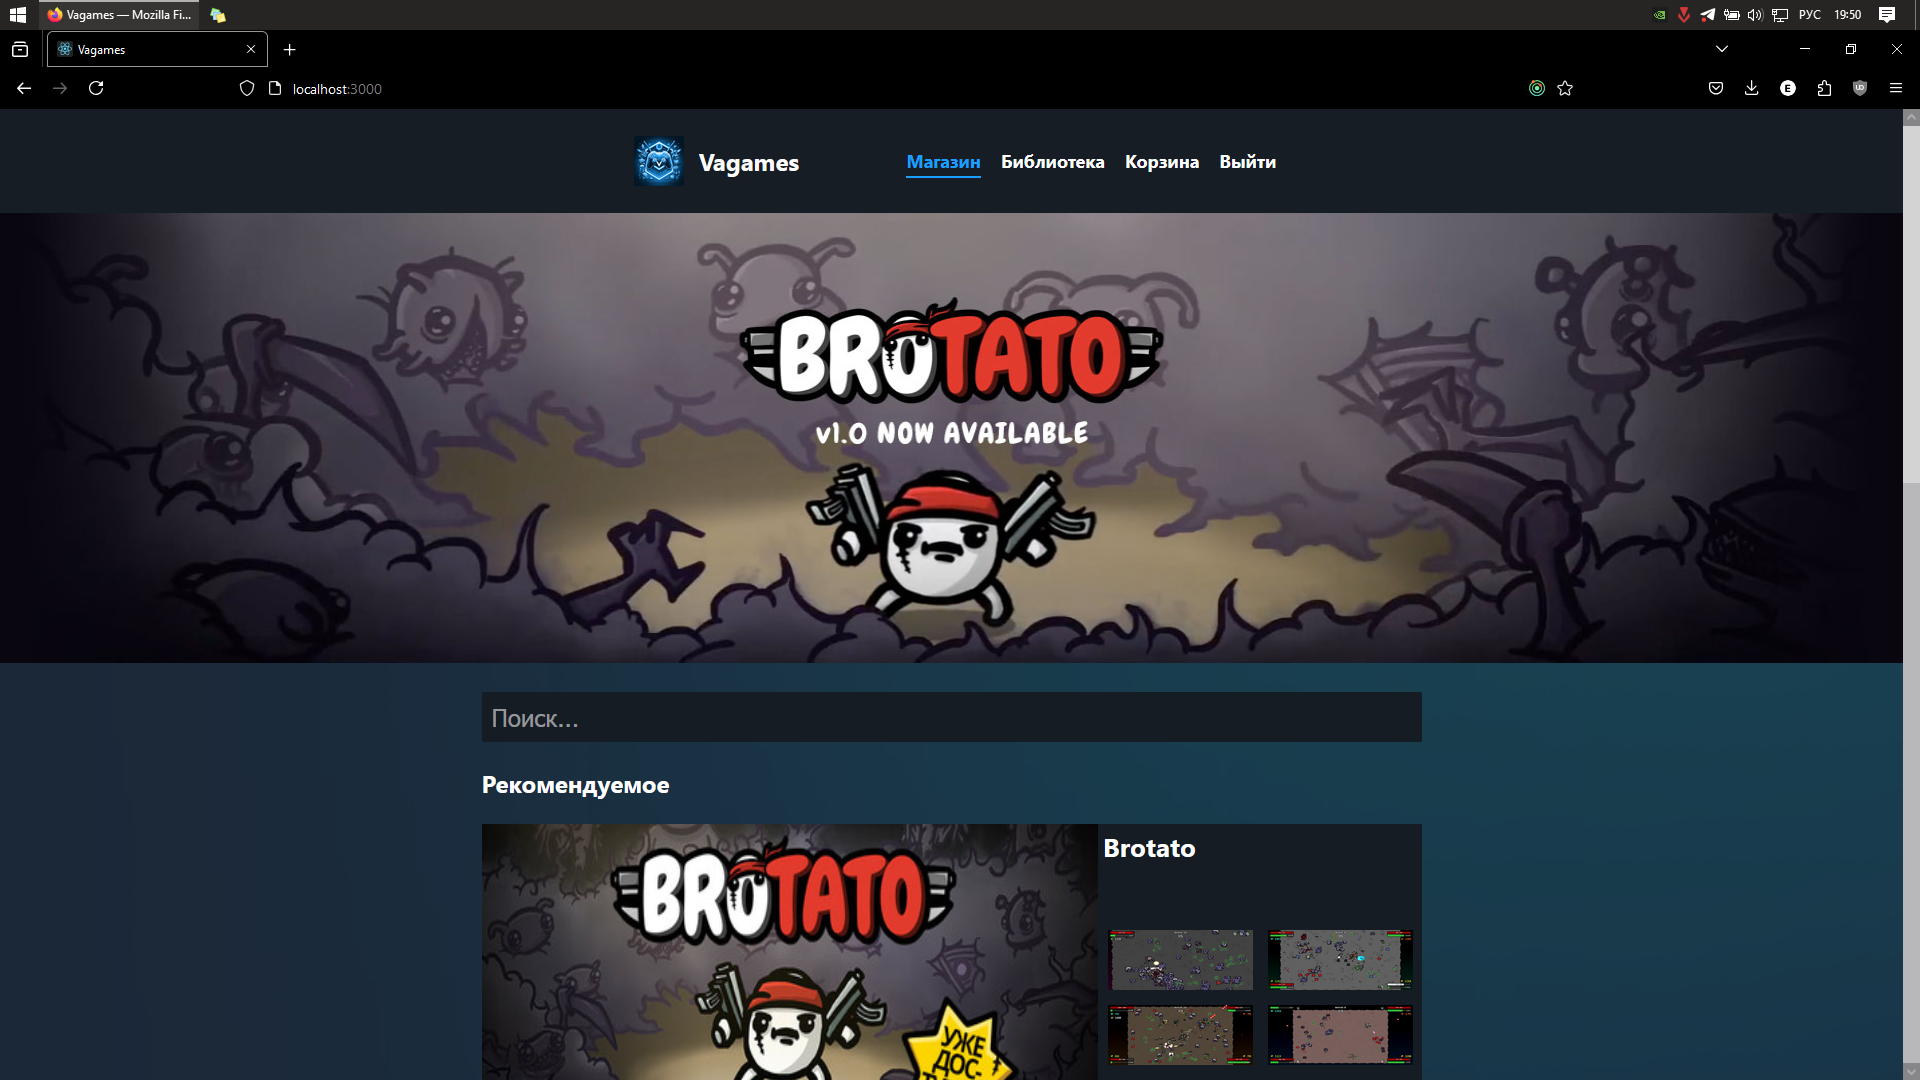 Vagames — Mozilla Fi...
РУС
19:50
Vagames
localhost:3000
Vagames
Магазин
Библиотека
Корзина
Выйти
BROTATO
v1.0 NOW AVAILABLE
Поиск...
Рекомендуемое
BROTATO
Brotato
УЖЕ
ДОС-